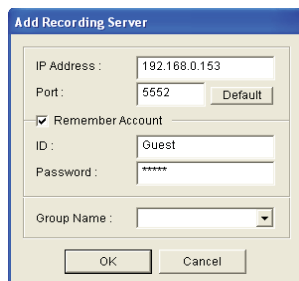 Add Recording Server
IP Address : 192.168.0.153
Port : 5552 Default
Remember Account
ID : Guest
Password : *****
Group Name :
OK Cancel